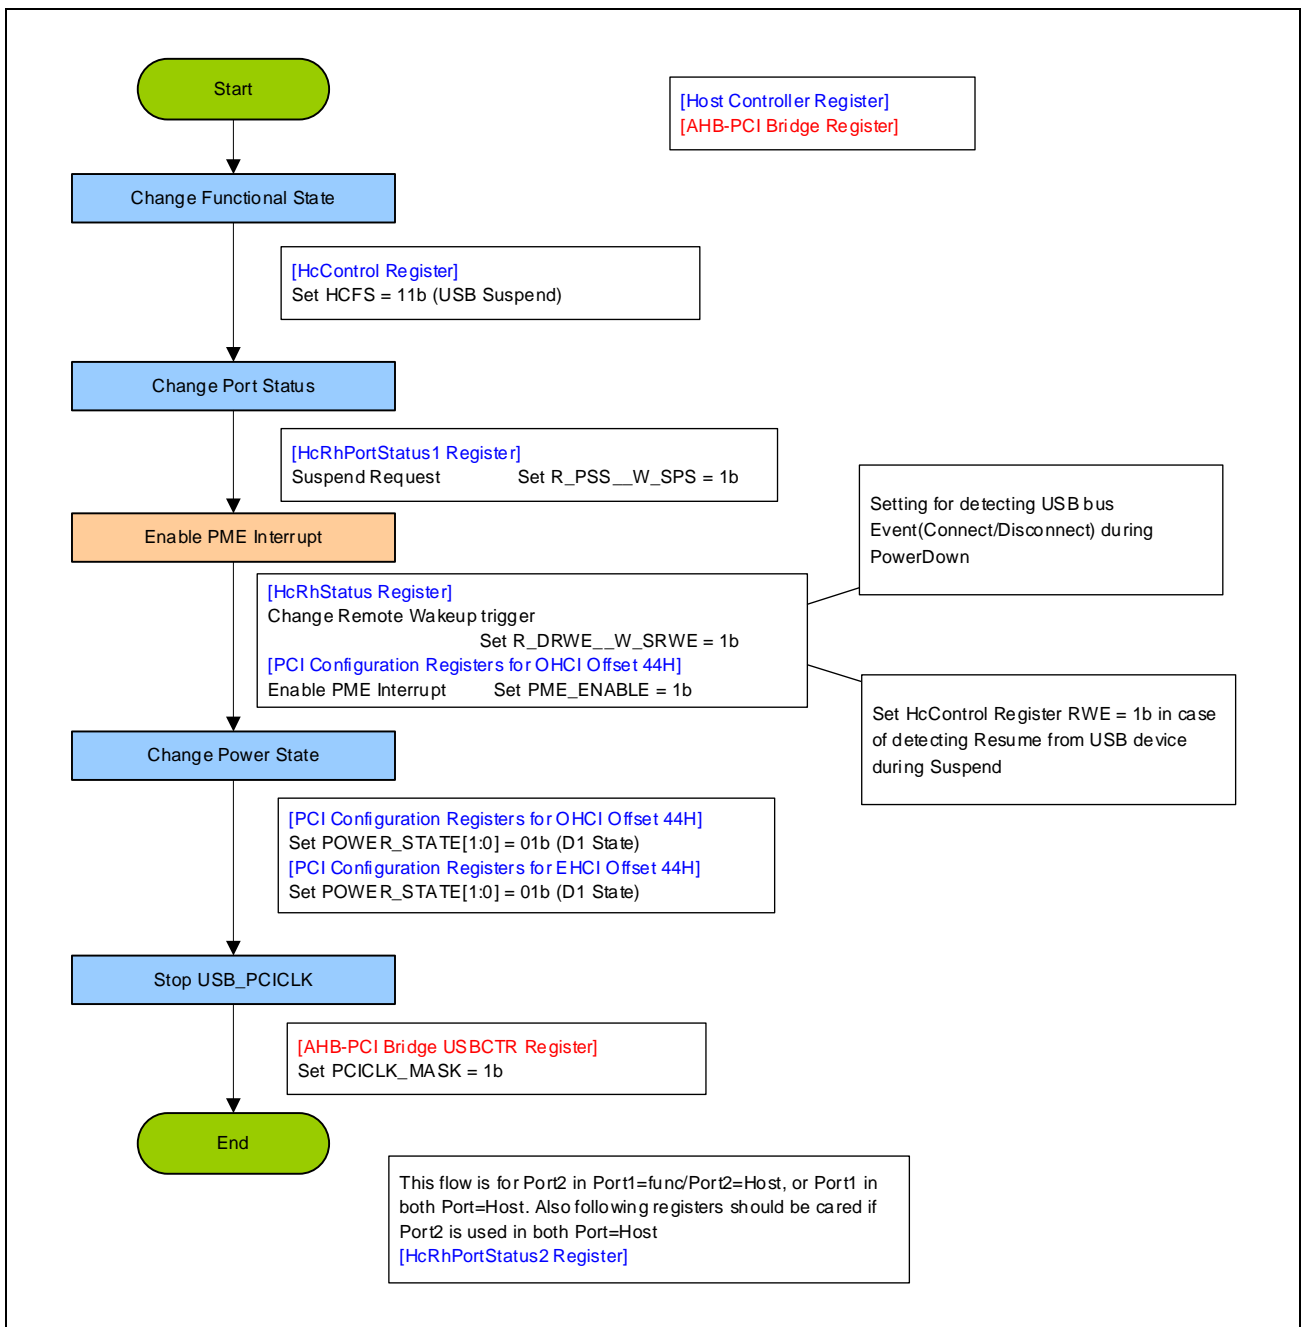 Start
[Host Controller Register]
[AHB-PCI Bridge Register]
Change Functional State
[HcControl Register]
Set HCFS = 11b (USB Suspend)
Change Port Status
[HcRhPortStatus1 Register]
Suspend Request Set R_PSS__W_SPS = 1b
Setting for detecting USB bus
Event(Connect/Disconnect) during
PowerDown
Enable PME Interrupt
[HcRhStatus Register]
Change Remote Wakeup trigger
Set R_DRWE__W_SRWE = 1b
[PCI Configuration Registers for OHCI Offset 44H]
Enable PME Interrupt Set PME_ENABLE = 1b
Set HcControl Register RWE = 1b in case
of detecting Resume from USB device
during Suspend
Change Power State
[PCI Configuration Registers for OHCI Offset 44H]
Set POWER_STATE[1:0] = 01b (D1 State)
[PCI Configuration Registers for EHCI Offset 44H]
Set POWER_STATE[1:0] = 01b (D1 State)
Stop USB_PCICLK
[AHB-PCI Bridge USBCTR Register]
Set PCICLK_MASK = 1b
End
This flow is for Port2 in Port1=func/Port2=Host, or Port1 in
both Port=Host. Also following registers should be cared if
Port2 is used in both Port=Host
[HcRhPortStatus2 Register]